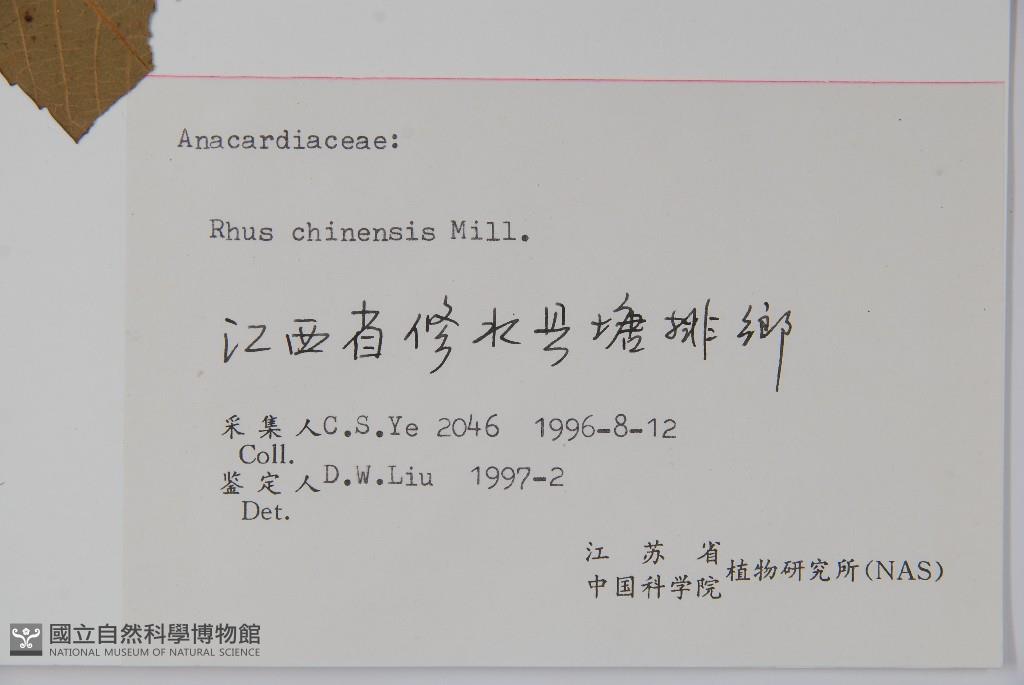 Anacardiaceae:
Rhus chinensis Mill.
江西省修水县塘排鄉
采集人C.S.Ye 2046 1996-8-12
Coll.
鉴定人D.W.Liu 1997-2
Det.
江苏省
中国科学院植物研究所(NAS)
國立自然科學博物館
NATIONAL MUSEUM OF NATURAL SCIENCE